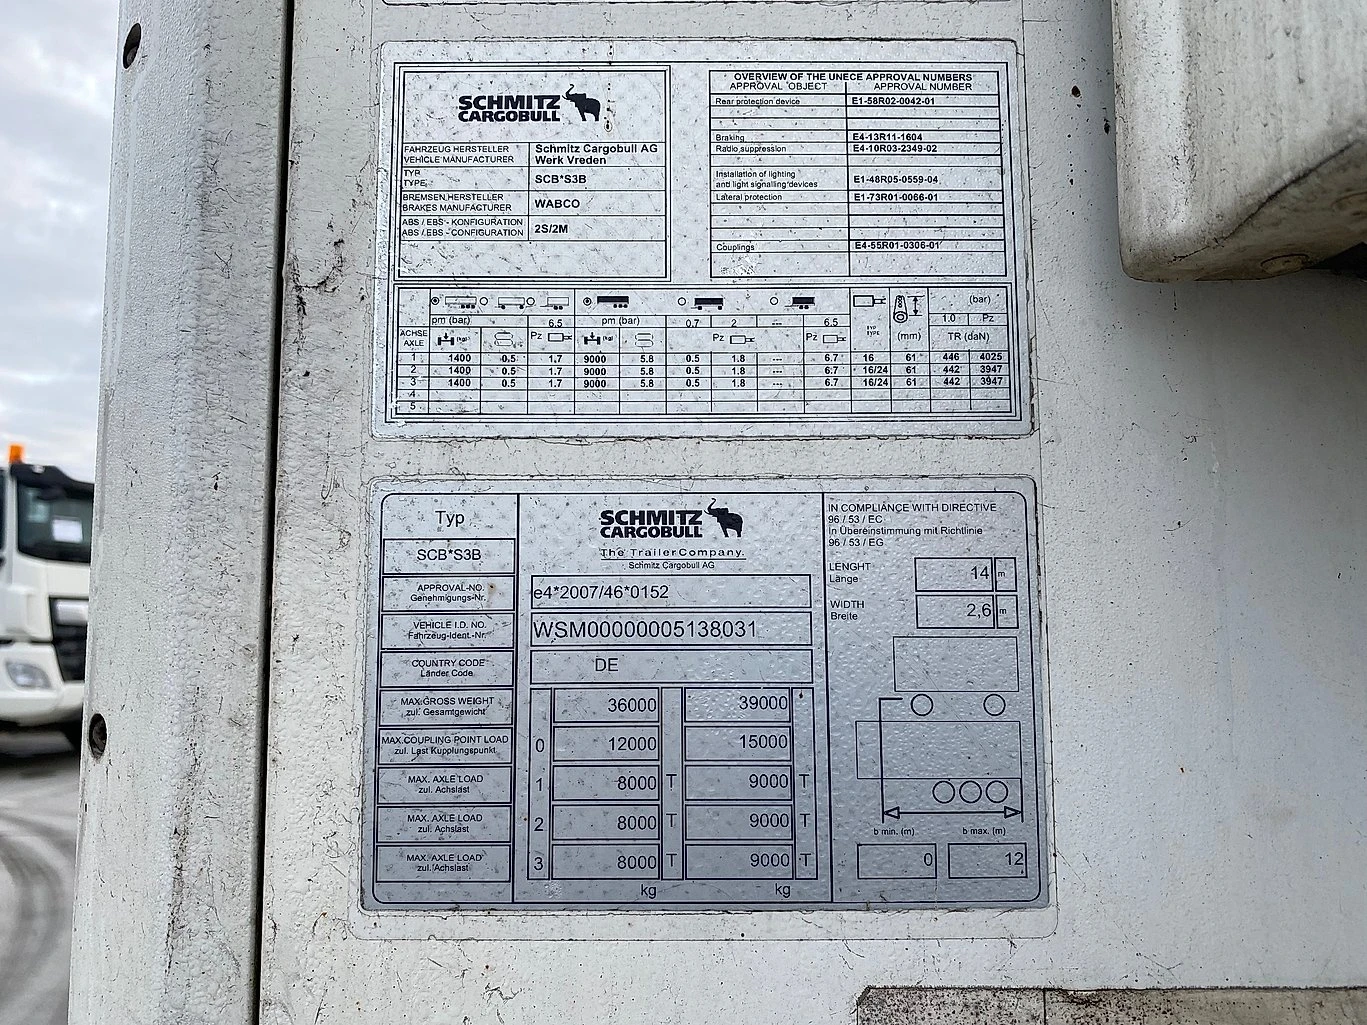 SCHMITZ
CARGOBULL
FAHRZEUG HERSTELLER
VEHICLE MANUFACTURER
Schmitz Cargobull AG
Werk Vreden
TYP
TYPE
SCB*S3B
BREMSEN HERSTELLER
BRAKES MANUFACTURER
WABCO
ABS / EBS - KONFIGURATION
ABS / EBS - CONFIGURATION
2S/2M
OVERVIEW OF THE UNECE APPROVAL NUMBERS
APPROVAL OBJECT APPROVAL NUMBER
Rear protection device E1-58R02-0042-01
Braking E4-13R11-1604
Radio suppression E4-10R03-2349-02
Installation of lighting
and light signalling devices E1-48R05-0559-04
Lateral protection E1-73R01-0066-01
Couplings E4-55R01-0306-01
(bar)
pm (bar) 6.5 pm (bar) 0.7 2 --- 6.5 1.0 Pz
ACHSE
AXLE
(kg) Pz (kg) Pz Pz TYP
TYPE (mm) TR (daN)
1 1400 0.5 1.7 9000 5.8 0.5 1.8 --- 6.7 16 61 446 4025
2 1400 0.5 1.7 9000 5.8 0.5 1.8 --- 6.7 16/24 61 442 3947
3 1400 0.5 1.7 9000 5.8 0.5 1.8 --- 6.7 16/24 61 442 3947
4
5
Typ
SCB*S3B
SCHMITZ
CARGOBULL
The Trailer Company.
Schmitz Cargobull AG
APPROVAL-NO.
Genehmigungs-Nr.
e4*2007/46*0152
VEHICLE I.D. NO.
Fahrzeug-Ident.-Nr.
WSM00000005138031
COUNTRY CODE
Länder Code
DE
MAX.GROSS WEIGHT
zul. Gesamtgewicht
36000 39000
MAX.COUPLING POINT LOAD
zul. Last Kupplungspunkt
0 12000 15000
MAX. AXLE LOAD
zul. Achslast
1 8000 T 9000 T
MAX. AXLE LOAD
zul. Achslast
2 8000 T 9000 T
MAX. AXLE LOAD
zul. Achslast
3 8000 T 9000 T
kg kg
IN COMPLIANCE WITH DIRECTIVE
96 / 53 / EC
In Übereinstimmung mit Richtlinie
96 / 53 / EG
LENGHT
Länge
14 m
WIDTH
Breite
2,6 m
b min. (m) b max. (m)
0 12